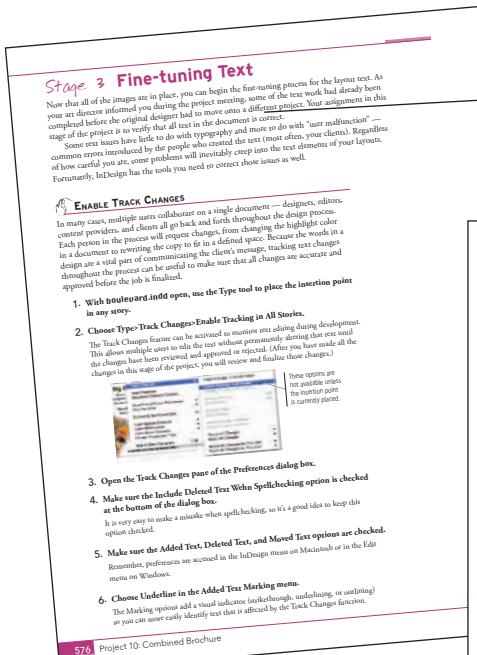 Stage 3 Fine-tuning Text
Now that all of the images are in place, you can begin the fine-tuning process for the layout text. As
your art director informed you during the project meeting, some of the text work had already been
completed before the original designer had to move onto a different project. Your assignment in this
stage of the project is to verify that all text in the document is correct.
Some text issues have little to do with typography and more to do with “user malfunction” —
common errors introduced by the people who created the text (most often, your clients). Regardless
of how careful you are, some problems will inevitably creep into the text elements of your layouts.
Fortunately, InDesign has the tools you need to correct those issues as well.
ENABLE TRACK CHANGES
In many cases, multiple users collaborate on a single document — designers, editors,
content providers, and clients all go back and forth throughout the design process.
Each person in the process will request changes, from changing the highlight color
in a document to rewriting the copy to fit in a defined space. Because the words in a
design are a vital part of communicating the client’s message, tracking text changes
throughout the process can be useful to make sure that all changes are accurate and
approved before the job is finalized.
1. With boulevard.indd open, use the Type tool to place the insertion point
in any story.
2. Choose Type>Track Changes>Enable Tracking in All Stories.
The Track Changes feature can be activated to monitor text editing during development.
This allows multiple users to edit the text without permanently altering that text until
the changes have been reviewed and approved or rejected. (After you have made all the
changes in this stage of the project, you will review and finalize those changes.)
These options are
not available unless
the insertion point
is currently placed.
3. Open the Track Changes pane of the Preferences dialog box.
4. Make sure the Include Deleted Text Wehn Spellchecking option is checked
at the bottom of the dialog box.
It is very easy to make a mistake when spellchecking, so it’s a good idea to keep this
option checked.
5. Make sure the Added Text, Deleted Text, and Moved Text options are checked.
Remember, preferences are accessed in the InDesign menu on Macintosh or in the Edit
menu on Windows.
6. Choose Underline in the Added Text Marking menu.
The Marking options add a visual indicator (strikethrough, underlining, or outlining)
so you can more easily identify text that is affected by the Track Changes function.
576 Project 10: Combined Brochure